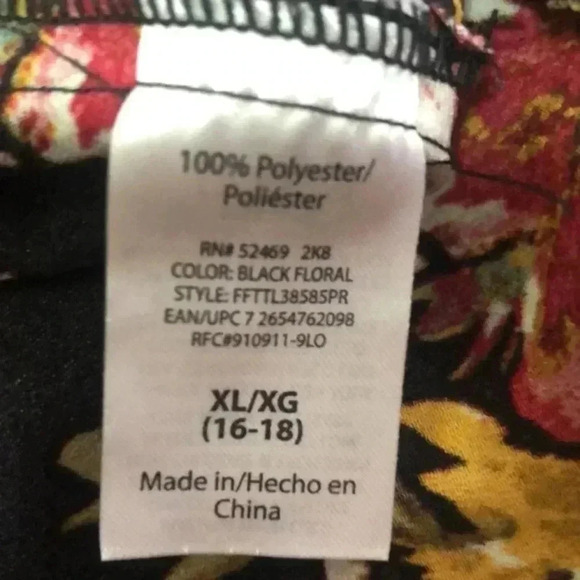 100% Polyester/
Poliéster
RN# 52469 2K8
COLOR: BLACK FLORAL
STYLE: FFTTL38585PR
EAN/UPC 7 2654762098
RFC#910911-9LO
XL/XG
(16-18)
Made in/Hecho en
China